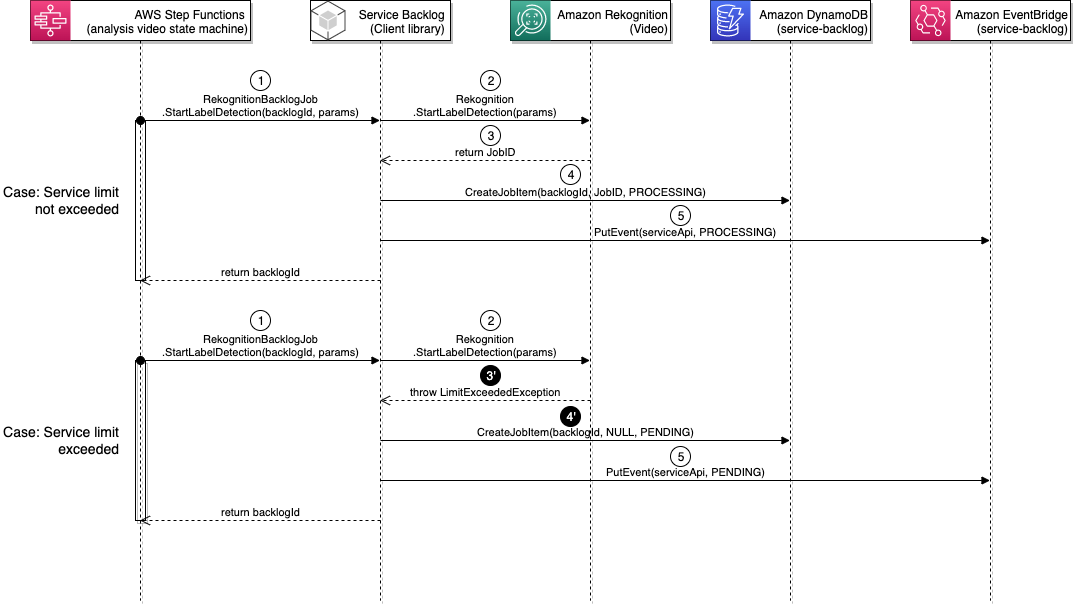 AWS Step Functions
(analysis video state machine)
Service Backlog
(Client library)
Amazon Rekognition
(Video)
Amazon DynamoDB
(service-backlog)
Amazon EventBridge
(service-backlog)
1
RekognitionBacklogJob
.StartLabelDetection(backlogId, params)
2
Rekognition
.StartLabelDetection(params)
3
return JobID
4
CreateJobItem(backlogId, JobID, PROCESSING)
Case: Service limit
not exceeded
5
PutEvent(serviceApi, PROCESSING)
return backlogId
1
RekognitionBacklogJob
.StartLabelDetection(backlogId, params)
2
Rekognition
.StartLabelDetection(params)
3'
throw LimitExceededException
4'
CreateJobItem(backlogId, NULL, PENDING)
Case: Service limit
exceeded
5
PutEvent(serviceApi, PENDING)
return backlogId